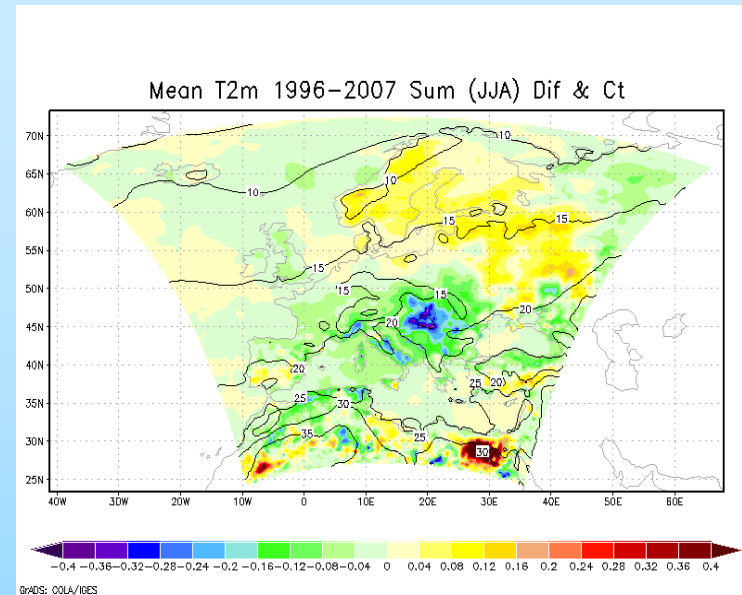 Mean T2m 1996-2007 Sum (JJA) Dif & Ct
70N
65N
60N
55N
50N
45N
40N
35N
30N
25N
10
10
10
15
15
15
15
15
20
20
20
25
20
25
30
35
25
30
40W 30W 20W 10W 0 10E 20E 30E 40E 50E 60E
-0.4 -0.36 -0.32 -0.28 -0.24 -0.2 -0.16 -0.12 -0.08 -0.04 0 0.04 0.08 0.12 0.16 0.2 0.24 0.28 0.32 0.36 0.4
GrADS: COLA/IGES